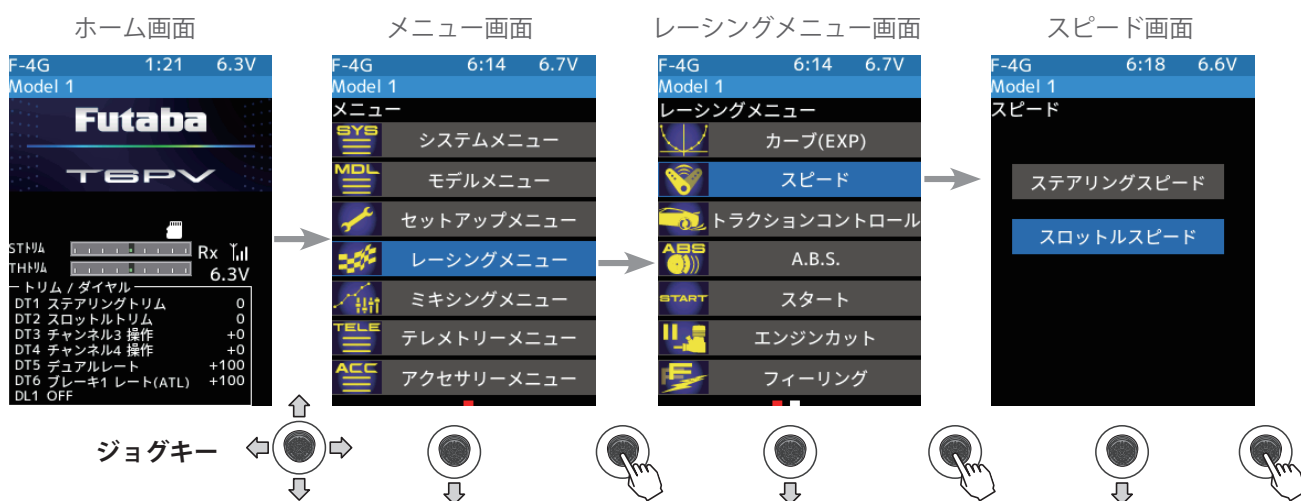 ホーム画面
メニュー画面
レーシングメニュー画面
スピード画面
F-4G 1:21 6.3V
Model 1
Futaba
T6PV
STﾄﾘﾑ
THﾄﾘﾑ
Rx
6.3V
トリム / ダイヤル
DT1 ステアリングトリム 0
DT2 スロットルトリム 0
DT3 チャンネル3 操作 +0
DT4 チャンネル4 操作 +0
DT5 デュアルレート +100
DT6 ブレーキ1 レート(ATL) +100
DL1 OFF
F-4G 6:14 6.7V
Model 1
メニュー
SYS システムメニュー
MDL モデルメニュー
セットアップメニュー
レーシングメニュー
ミキシングメニュー
TELE テレメトリーメニュー
ACC アクセサリーメニュー
F-4G 6:14 6.7V
Model 1
レーシングメニュー
カーブ(EXP)
スピード
トラクションコントロール
ABS A.B.S.
START スタート
エンジンカット
F フィーリング
F-4G 6:18 6.6V
Model 1
スピード
ステアリングスピード
スロットルスピード
ジョグキー